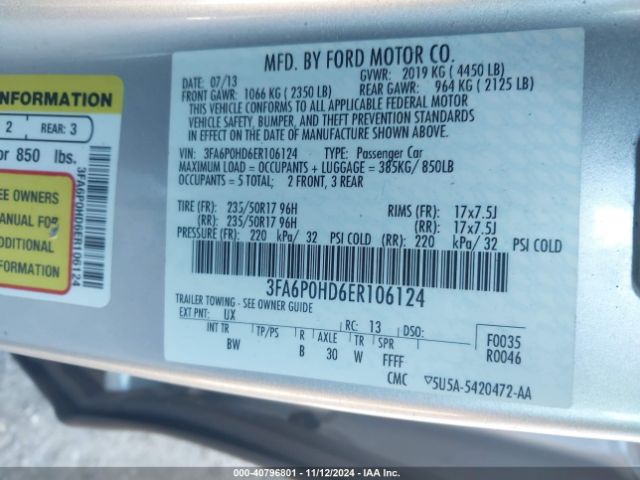 MFD. BY FORD MOTOR CO.
DATE: 07/13 GVWR: 2019 KG ( 4450 LB)
FRONT GAWR: 1066 KG ( 2350 LB) REAR GAWR: 964 KG ( 2125 LB)
THIS VEHICLE CONFORMS TO ALL APPLICABLE FEDERAL MOTOR
VEHICLE SAFETY, BUMPER, AND THEFT PREVENTION STANDARDS
IN EFFECT ON THE DATE OF MANUFACTURE SHOWN ABOVE.
VIN: 3FA6P0HD6ER106124 TYPE: Passenger Car
MAXIMUM LOAD = OCCUPANTS + LUGGAGE = 385KG/ 850LB
OCCUPANTS = 5 TOTAL; 2 FRONT, 3 REAR
TIRE (FR): 235/50R17 96H RIMS (FR): 17x7.5J
(RR): 235/50R17 96H (RR): 17x7.5J
PRESSURE (FR): 220 kPa/ 32 PSI COLD (RR): 220 kPa/ 32 PSI COLD
3FA6P0HD6ER106124
TRAILER TOWING - SEE OWNER GUIDE
EXT PNT: UX RC: 13 DSO: F0035
INT TR TP/PS R AXLE TR SPR R0046
BW B 30 W FFFF
CMC 5U5A-5420472-AA
INFORMATION
2 REAR: 3
or 850 lbs.
EE OWNERS
ANUAL FOR
DDITIONAL
FORMATION
3FA6P0HD6ER106124
000-40796801 - 11/12/2024 - IAA Inc.